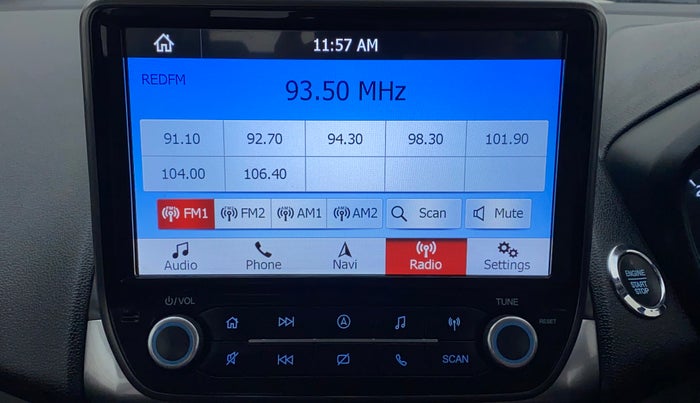 11:57 AM
REDFM
93.50 MHz
91.10 92.70 94.30 98.30 101.90
104.00 106.40
FM1 FM2 AM1 AM2 Scan Mute
Audio Phone Navi Radio Settings
/VOL TUNE
RESET
SCAN
ENGINE
START
STOP